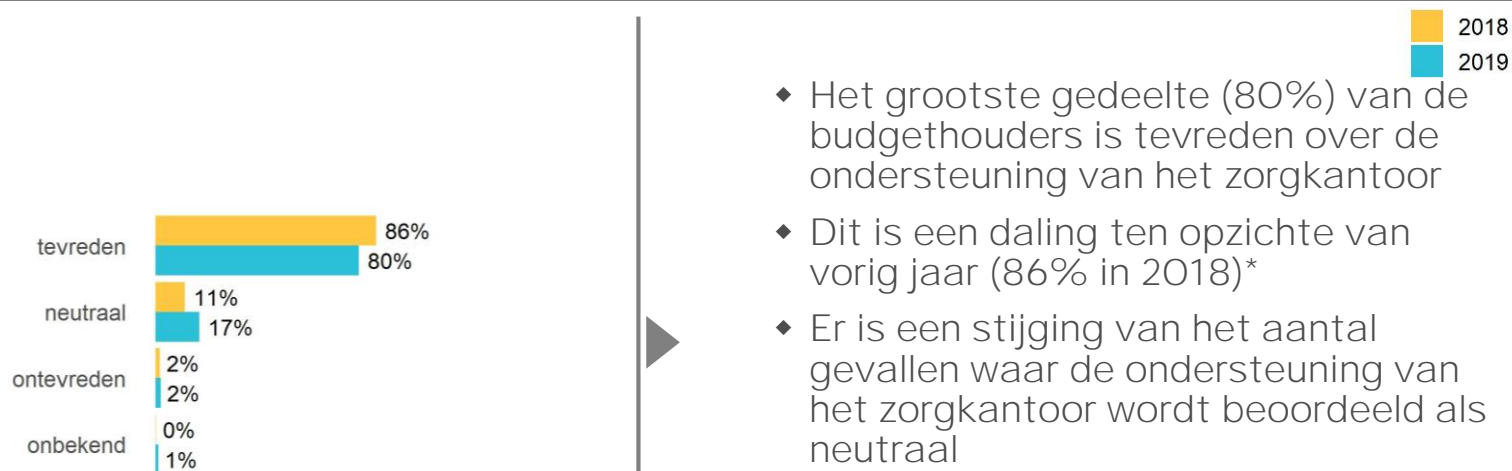 2018
2019
tevreden
86%
80%
neutraal
11%
17%
ontevreden
2%
2%
onbekend
0%
1%
◆ Het grootste gedeelte (80%) van de
budgethouders is tevreden over de
ondersteuning van het zorgkantoor
◆ Dit is een daling ten opzichte van
vorig jaar (86% in 2018)*
◆ Er is een stijging van het aantal
gevallen waar de ondersteuning van
het zorgkantoor wordt beoordeeld als
neutraal